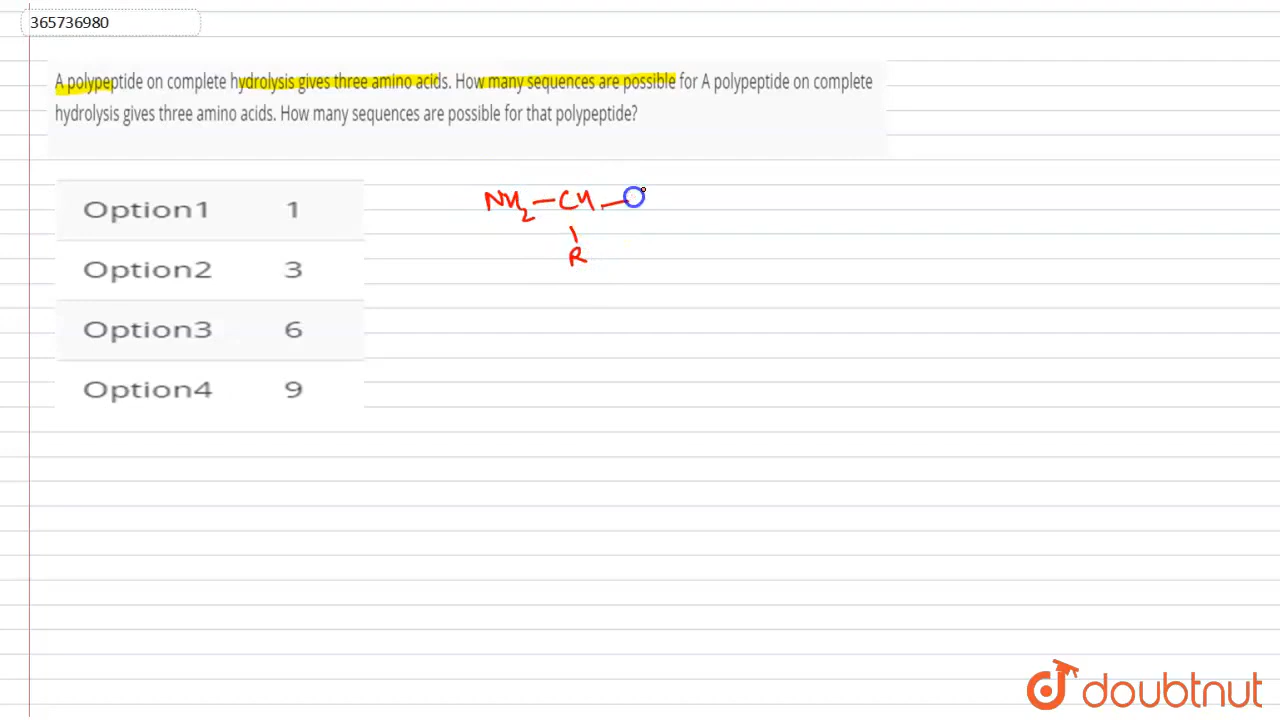 365736980
A polypeptide on complete hydrolysis gives three amino acids. How many sequences are possible for A polypeptide on complete
hydrolysis gives three amino acids. How many sequences are possible for that polypeptide?
Option1 1
Option2 3
Option3 6
Option4 9
NH2—CH—
R
doubtnut